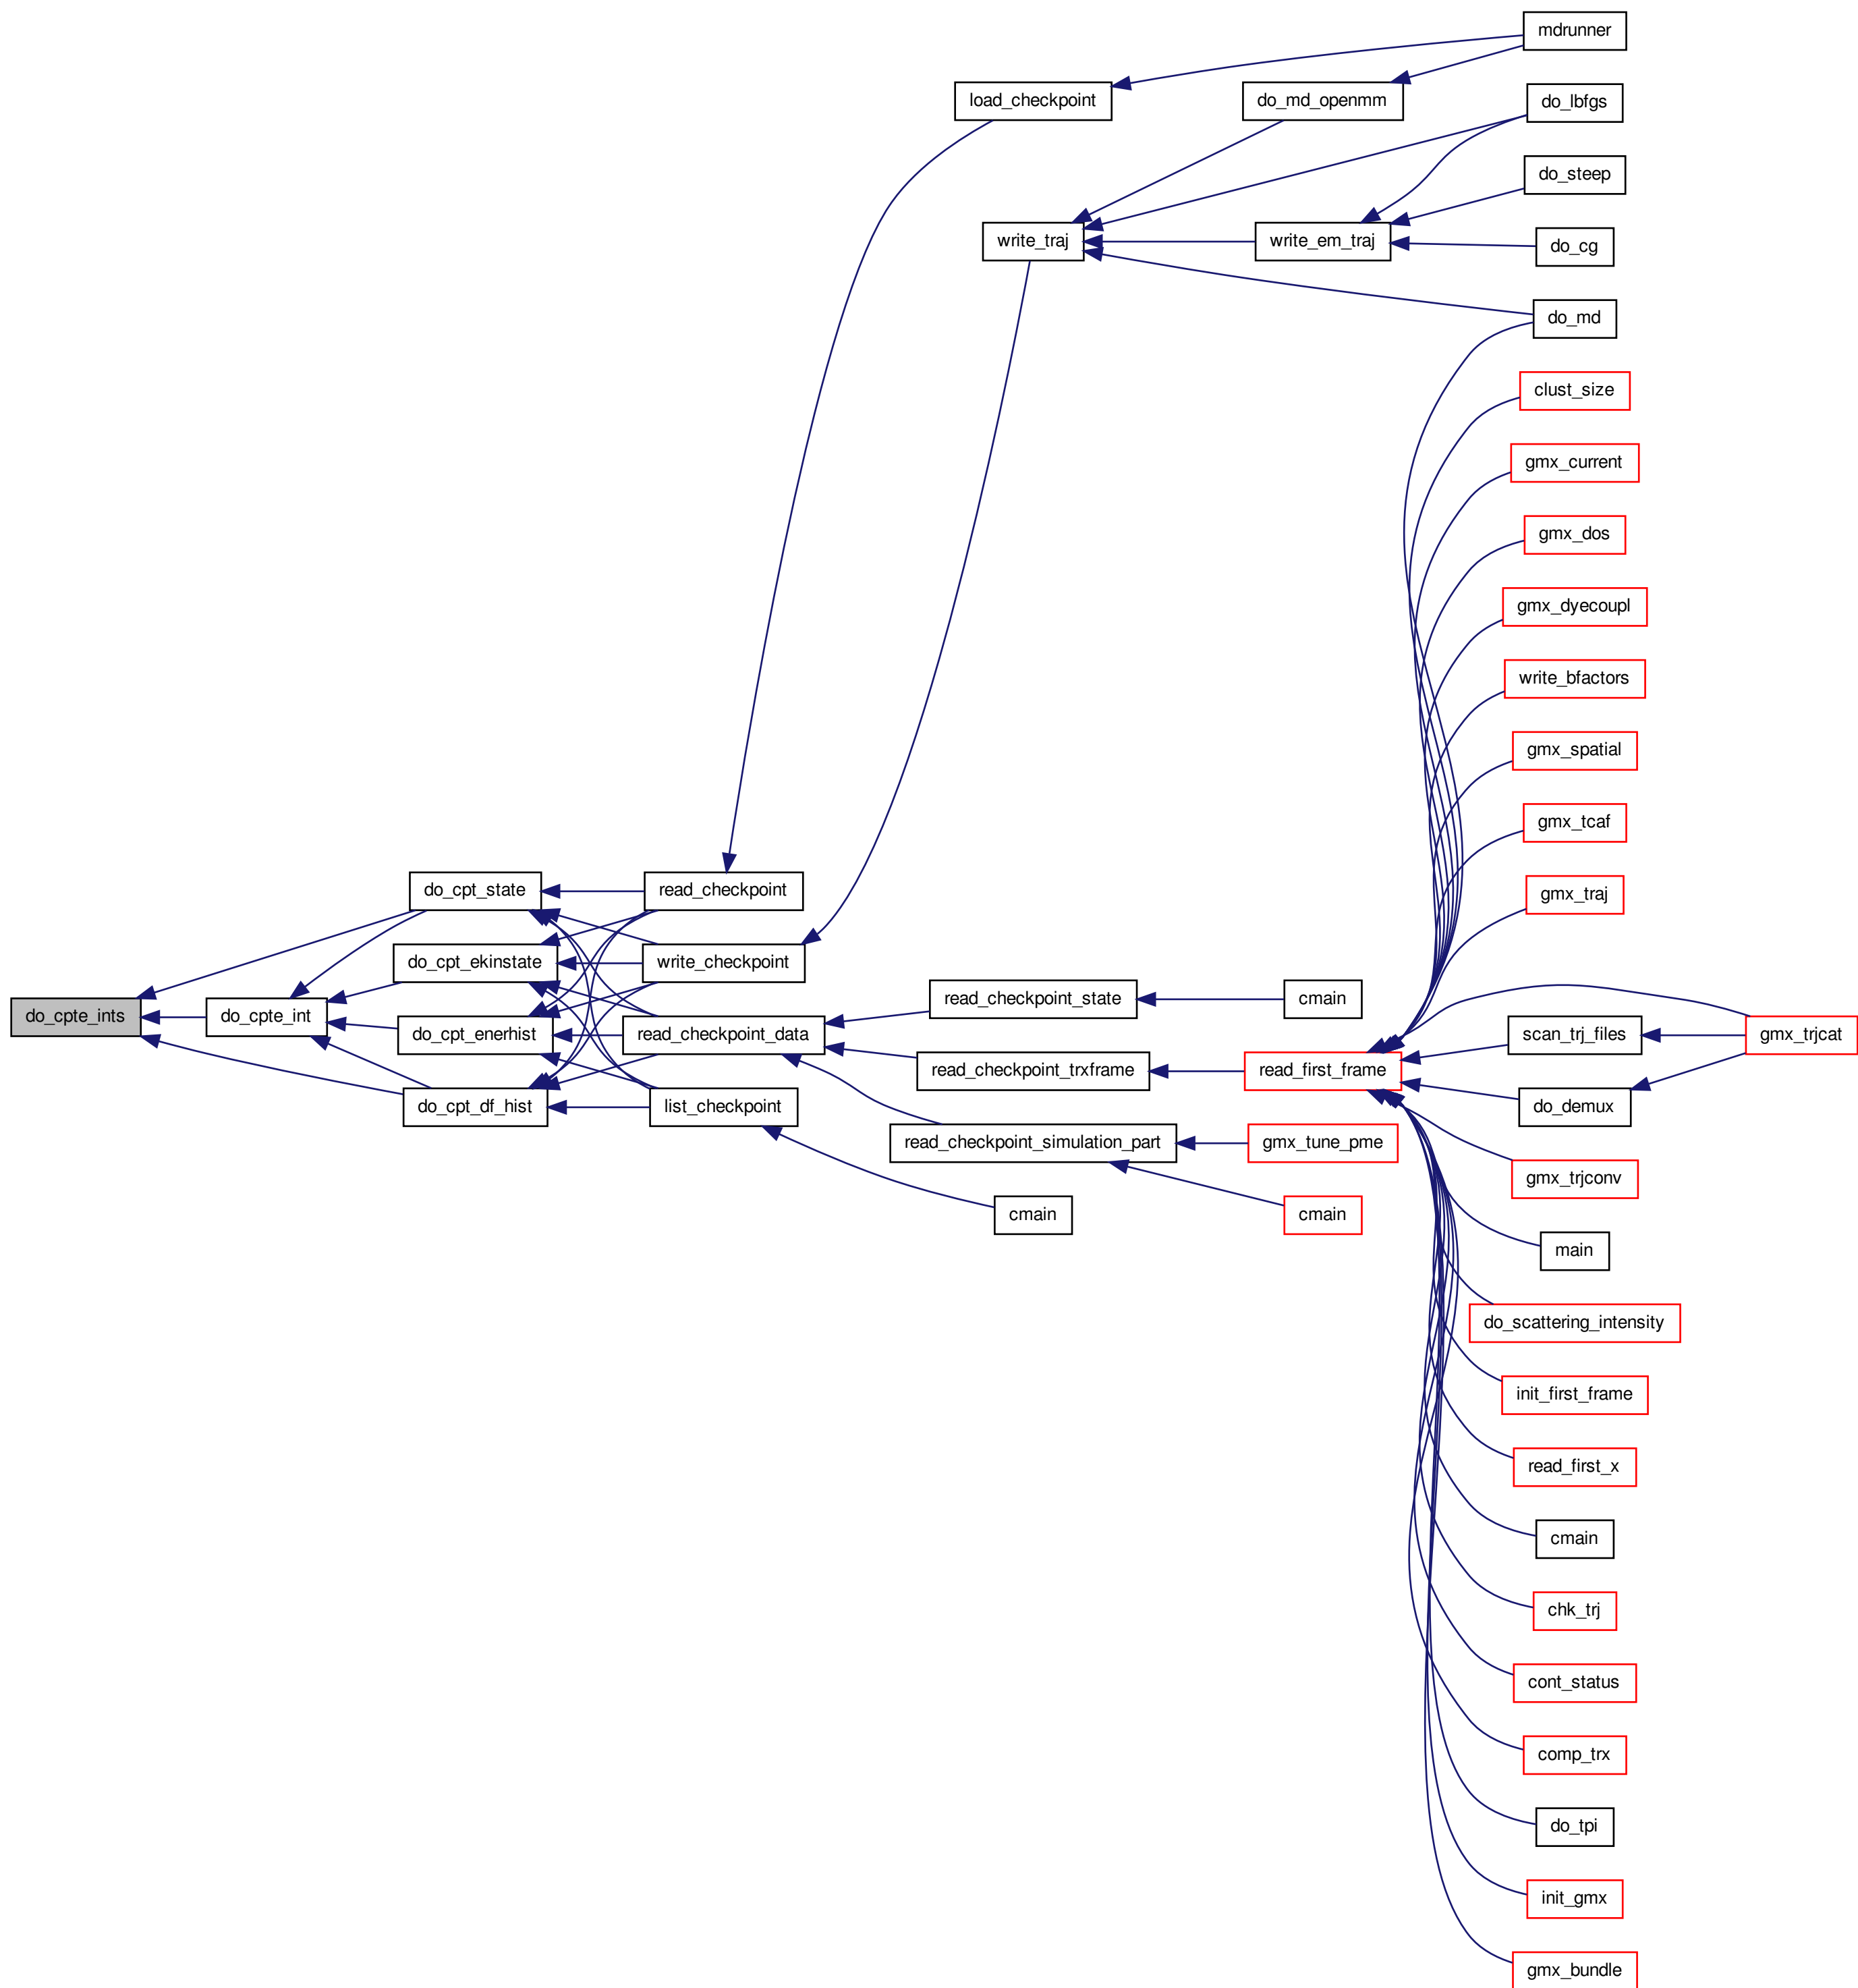 mdrunner
load_checkpoint
do_md_openmm
do_lbfgs
do_steep
write_traj
write_em_traj
do_cg
do_md
clust_size
gmx_current
gmx_dos
gmx_dyecoupl
write_bfactors
gmx_spatial
gmx_tcaf
do_cpt_state
read_checkpoint
gmx_traj
do_cpt_ekinstate
write_checkpoint
read_checkpoint_state
cmain
do_cpte_ints
do_cpte_int
do_cpt_enerhist
read_checkpoint_data
scan_trj_files
gmx_trjcat
read_checkpoint_trxframe
read_first_frame
do_cpt_df_hist
list_checkpoint
do_demux
read_checkpoint_simulation_part
gmx_tune_pme
gmx_trjconv
cmain
cmain
main
do_scattering_intensity
init_first_frame
read_first_x
cmain
chk_trj
cont_status
comp_trx
do_tpi
init_gmx
gmx_bundle